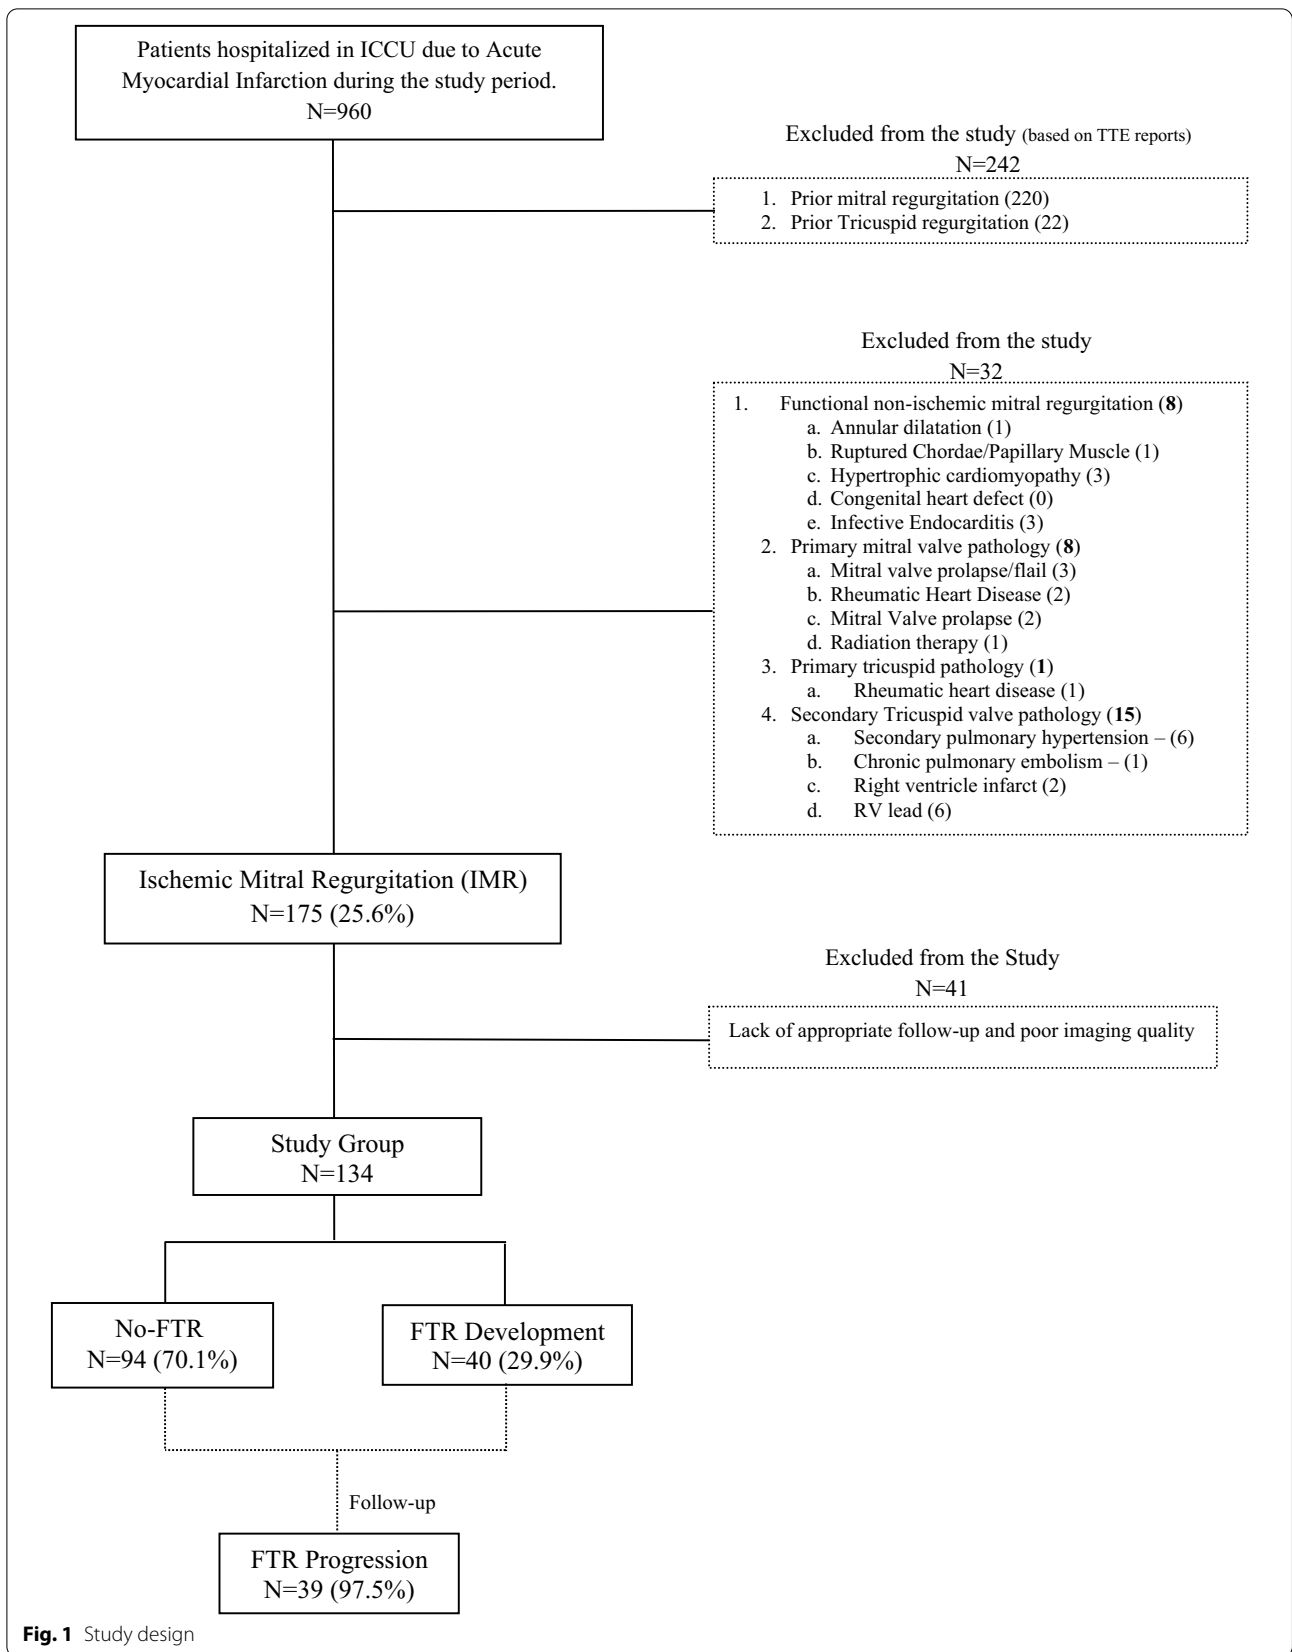 Patients hospitalized in ICCU due to Acute
Myocardial Infarction during the study period.
N=960
Excluded from the study (based on TTE reports)
N=242
1. Prior mitral regurgitation (220)
2. Prior Tricuspid regurgitation (22)
Excluded from the study
N=32
1. Functional non-ischemic mitral regurgitation (8)
a. Annular dilatation (1)
b. Ruptured Chordae/Papillary Muscle (1)
c. Hypertrophic cardiomyopathy (3)
d. Congenital heart defect (0)
e. Infective Endocarditis (3)
2. Primary mitral valve pathology (8)
a. Mitral valve prolapse/flail (3)
b. Rheumatic Heart Disease (2)
c. Mitral Valve prolapse (2)
d. Radiation therapy (1)
3. Primary tricuspid pathology (1)
a. Rheumatic heart disease (1)
4. Secondary Tricuspid valve pathology (15)
a. Secondary pulmonary hypertension – (6)
b. Chronic pulmonary embolism – (1)
c. Right ventricle infarct (2)
d. RV lead (6)
Ischemic Mitral Regurgitation (IMR)
N=175 (25.6%)
Excluded from the Study
N=41
Lack of appropriate follow-up and poor imaging quality
Study Group
N=134
No-FTR
N=94 (70.1%)
FTR Development
N=40 (29.9%)
Follow-up
FTR Progression
N=39 (97.5%)
Fig. 1 Study design